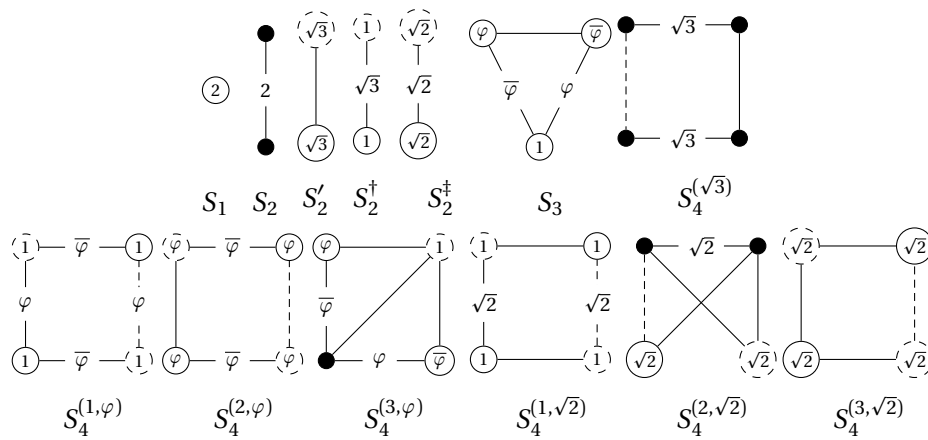 √3 1 √2 φ φ̅ √3
2 2 √3 √2 φ̅ φ
√3 1 √2 1 √3
S₁ S₂ S₂′ S₂† S₂‡ S₃ S₄^(√3)
1 φ̅ 1 φ φ̅ φ φ 1 1 1 √2 √2 √2
φ φ φ̅ √2 √2
1 φ̅ 1 φ φ̅ φ φ φ̅ 1 1 √2 √2 √2 √2
S₄^(1,φ) S₄^(2,φ) S₄^(3,φ) S₄^(1,√2) S₄^(2,√2) S₄^(3,√2)